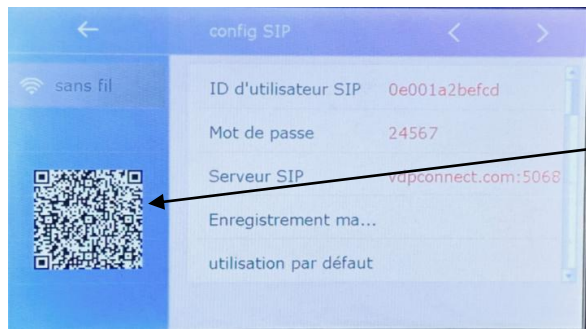 config SIP
sans fil
ID d'utilisateur SIP 0e001a2befcd
Mot de passe 24567
Serveur SIP vdpconnect.com:5068
Enregistrement ma...
utilisation par défaut